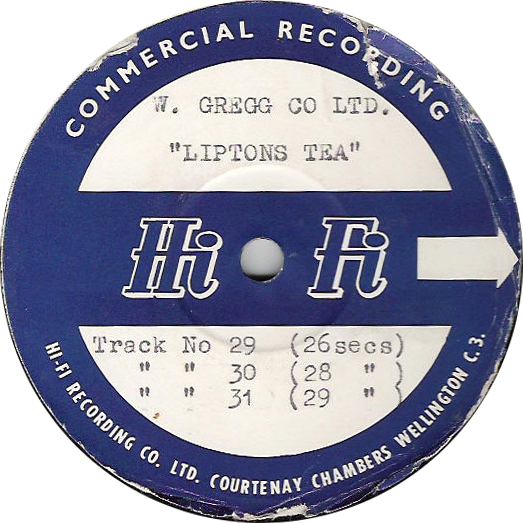 COMMERCIAL RECORDING
W. GREGG CO LTD.
"LIPTONS TEA"
Hi Fi
Track No 29 (26secs)
" " 30 (28 " )
" " 31 (29 " )
HI-FI RECORDING CO. LTD. COURTENAY CHAMBERS WELLINGTON C.3.